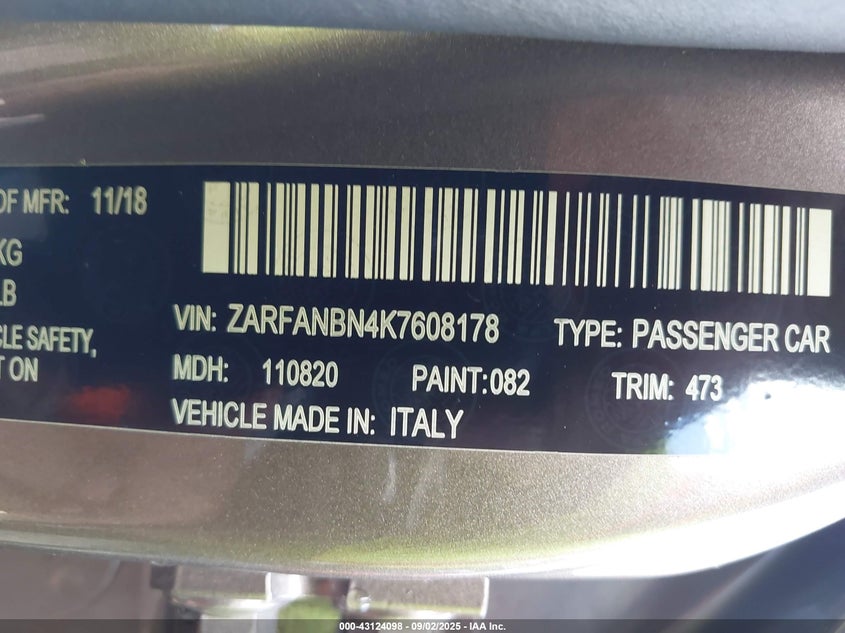 OF MFR: 11/18
KG
LB
VIN: ZARFANBN4K7608178 TYPE: PASSENGER CAR
CLE SAFETY,
T ON
MDH: 110820 PAINT:082 TRIM: 473
VEHICLE MADE IN: ITALY
000-43124098 - 09/02/2025 - IAA Inc.